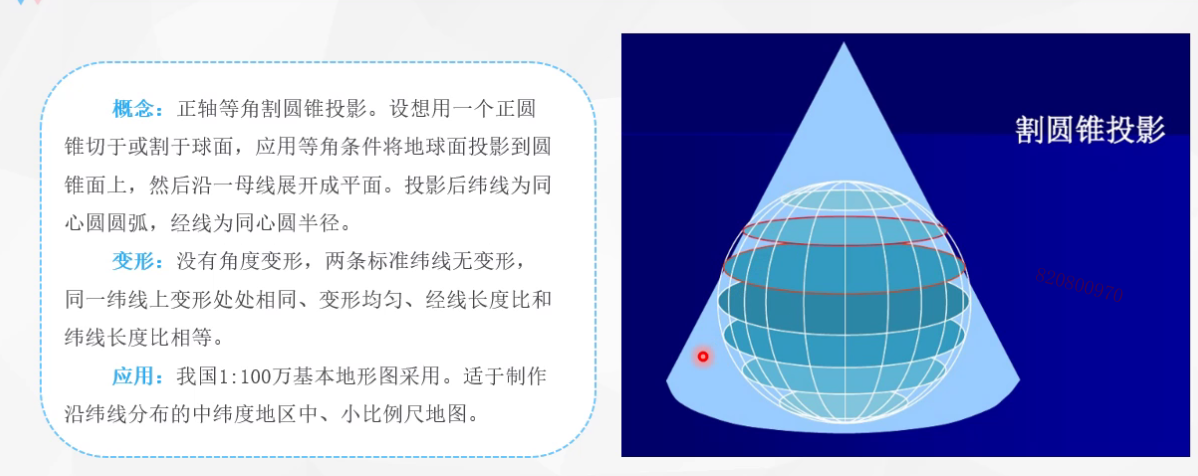 概念：正轴等角割圆锥投影。设想用一个正圆
锥切于或割于球面，应用等角条件将地球面投影到圆
锥面上，然后沿一母线展开成平面。投影后纬线为同
心圆圆弧，经线为同心圆半径。
变形：没有角度变形，两条标准纬线无变形，
同一纬线上变形处处相同、变形均匀、经线长度比和
纬线长度比相等。
应用：我国1:100万基本地形图采用。适于制作
沿纬线分布的中纬度地区中、小比例尺地图。
割圆锥投影
820800970